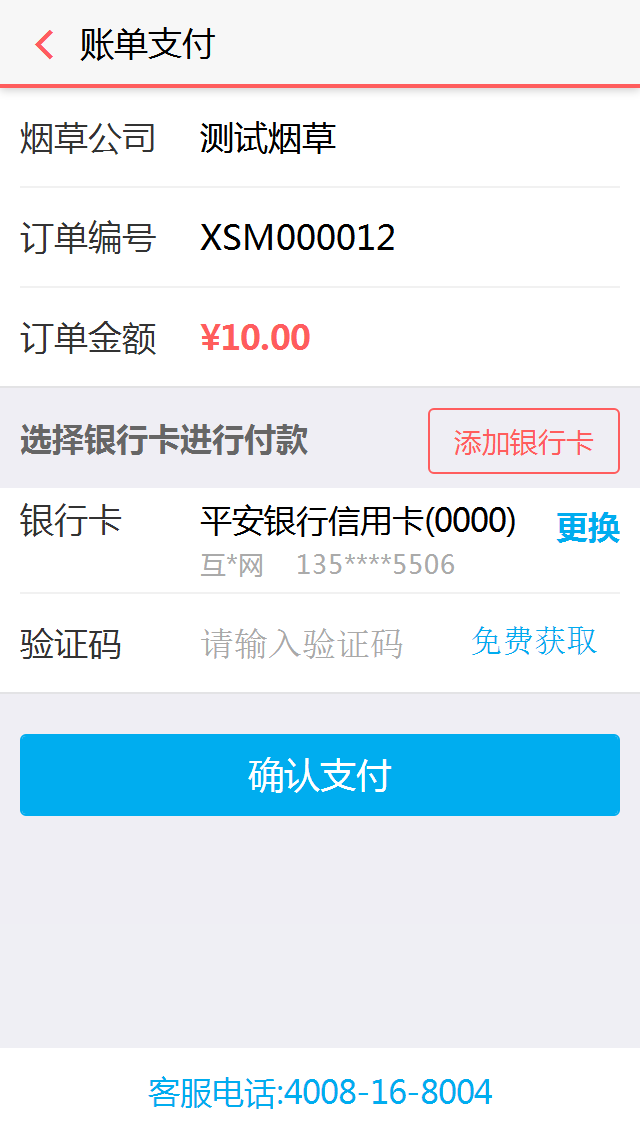 账单支付
烟草公司 测试烟草
订单编号 XSM000012
订单金额 ¥10.00
选择银行卡进行付款 添加银行卡
银行卡 平安银行信用卡(0000) 更换
互*网 135****5506
验证码 请输入验证码 免费获取
确认支付
客服电话:4008-16-8004